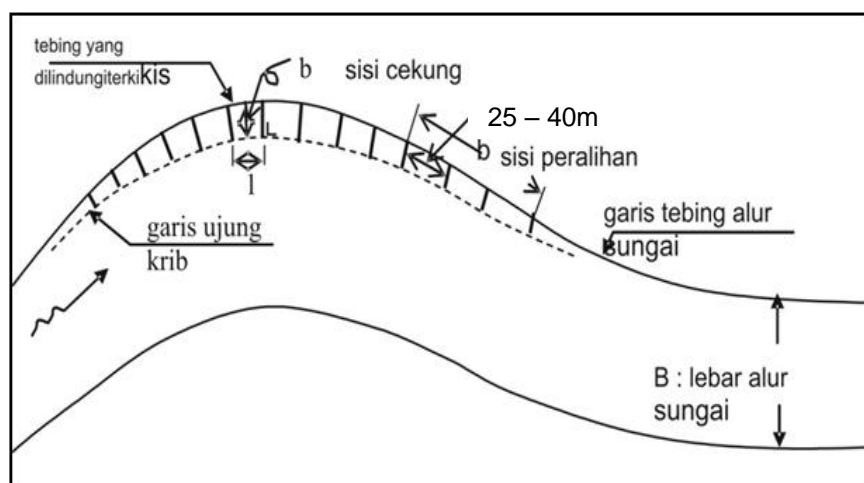 tebing yang
dilindungiterkikis
b
sisi cekung
25 – 40m
b
sisi peralihan
L
l
garis ujung
krib
garis tebing alur
sungai
B : lebar alur
sungai